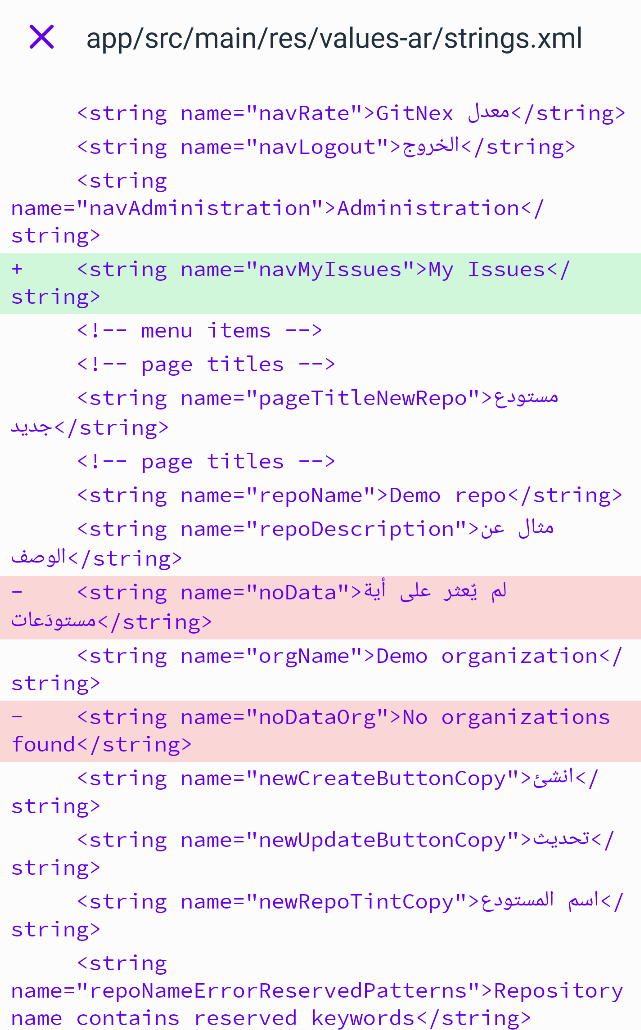 app/src/main/res/values-ar/strings.xml
<string name="navRate">GitNex معدل</string>
<string name="navLogout">الخروج</string>
<string
name="navAdministration">Administration</
string>
+ <string name="navMyIssues">My Issues</
string>
<!-- menu items -->
<!-- page titles -->
<string name="pageTitleNewRepo">مستودع
جديد</string>
<!-- page titles -->
<string name="repoName">Demo repo</string>
<string name="repoDescription">مثال عن
الوصف</string>
- <string name="noData">لم يُعثر على أية
مستودَعات</string>
<string name="orgName">Demo organization</
string>
- <string name="noDataOrg">No organizations
found</string>
<string name="newCreateButtonCopy">انشئ</
string>
<string name="newUpdateButtonCopy">تحديث</
string>
<string name="newRepoTintCopy">اسم المستودع</
string>
<string
name="repoNameErrorReservedPatterns">Repository
name contains reserved keywords</string>